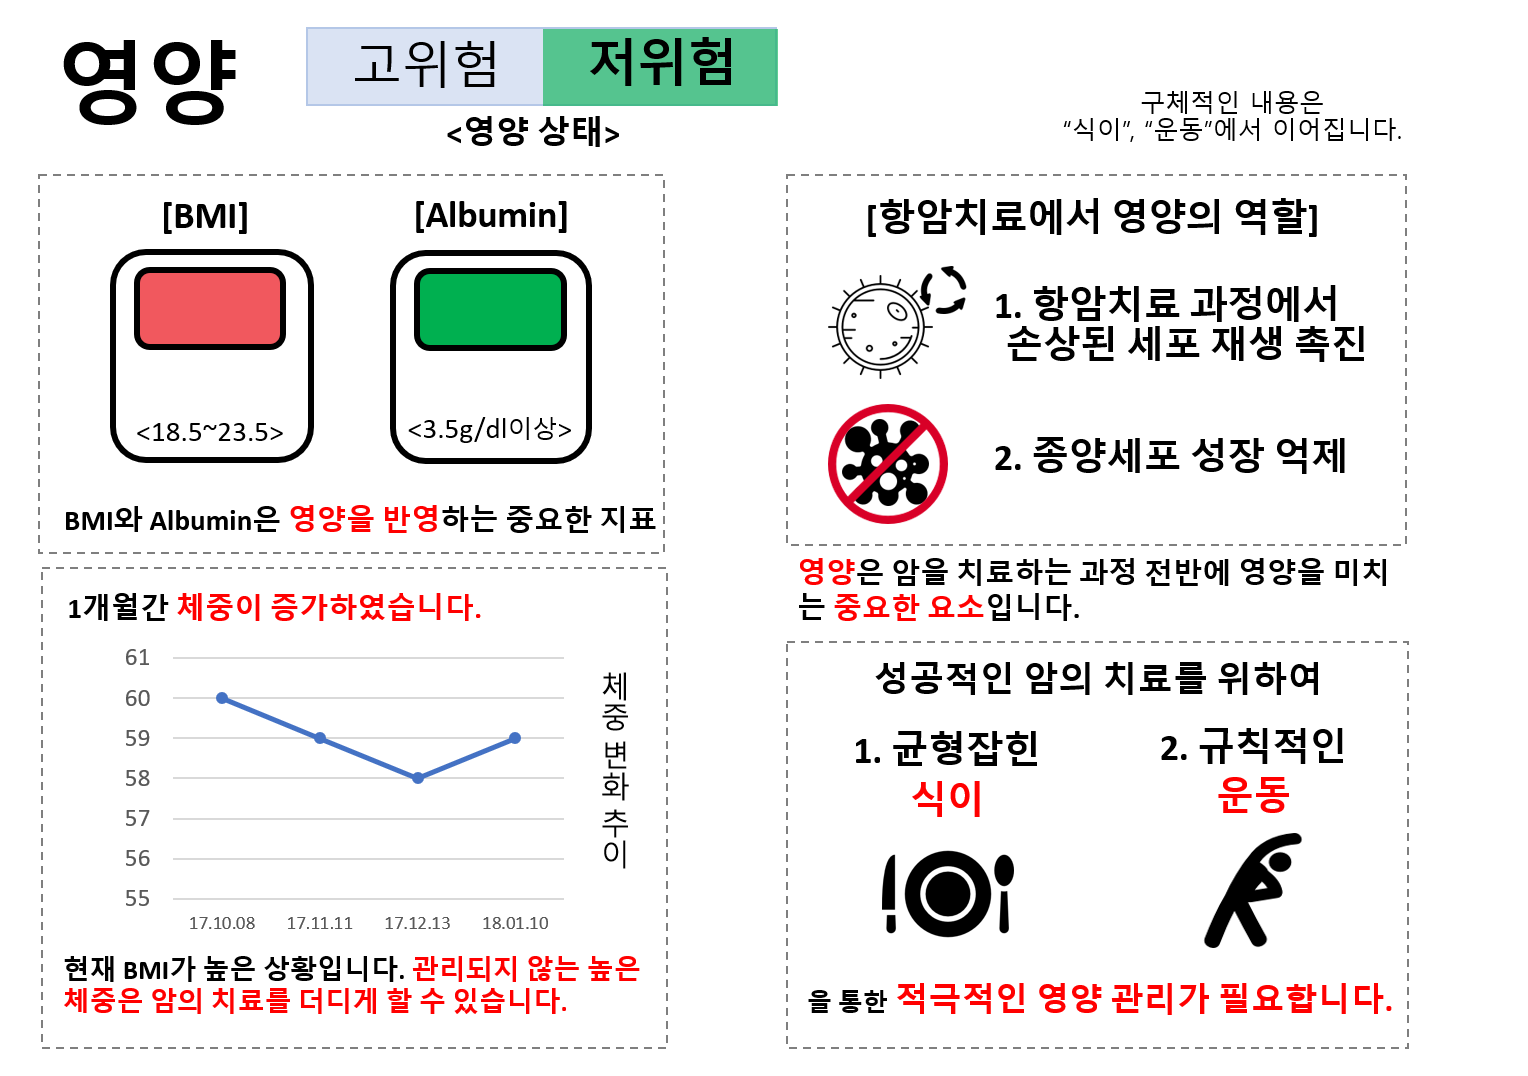 영양
고위험
저위험
<영양 상태>
구체적인 내용은
“식이”, “운동”에서 이어집니다.
[BMI]
[Albumin]
<18.5~23.5>
<3.5g/dl이상>
BMI와 Albumin은 영양을 반영하는 중요한 지표
1개월간 체중이 증가하였습니다.
61
60
59
58
57
56
55
17.10.08
17.11.11
17.12.13
18.01.10
체중 변화 추이
현재 BMI가 높은 상황입니다. 관리되지 않는 높은
체중은 암의 치료를 더디게 할 수 있습니다.
[항암치료에서 영양의 역할]
1. 항암치료 과정에서
손상된 세포 재생 촉진
2. 종양세포 성장 억제
영양은 암을 치료하는 과정 전반에 영양을 미치
는 중요한 요소입니다.
성공적인 암의 치료를 위하여
1. 균형잡힌
식이
2. 규칙적인
운동
을 통한 적극적인 영양 관리가 필요합니다.